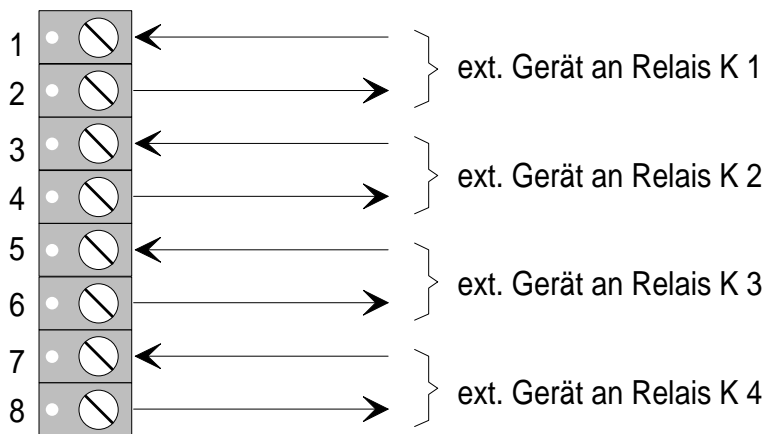 1
ext. Gerät an Relais K 1
2
3
ext. Gerät an Relais K 2
4
5
ext. Gerät an Relais K 3
6
7
ext. Gerät an Relais K 4
8